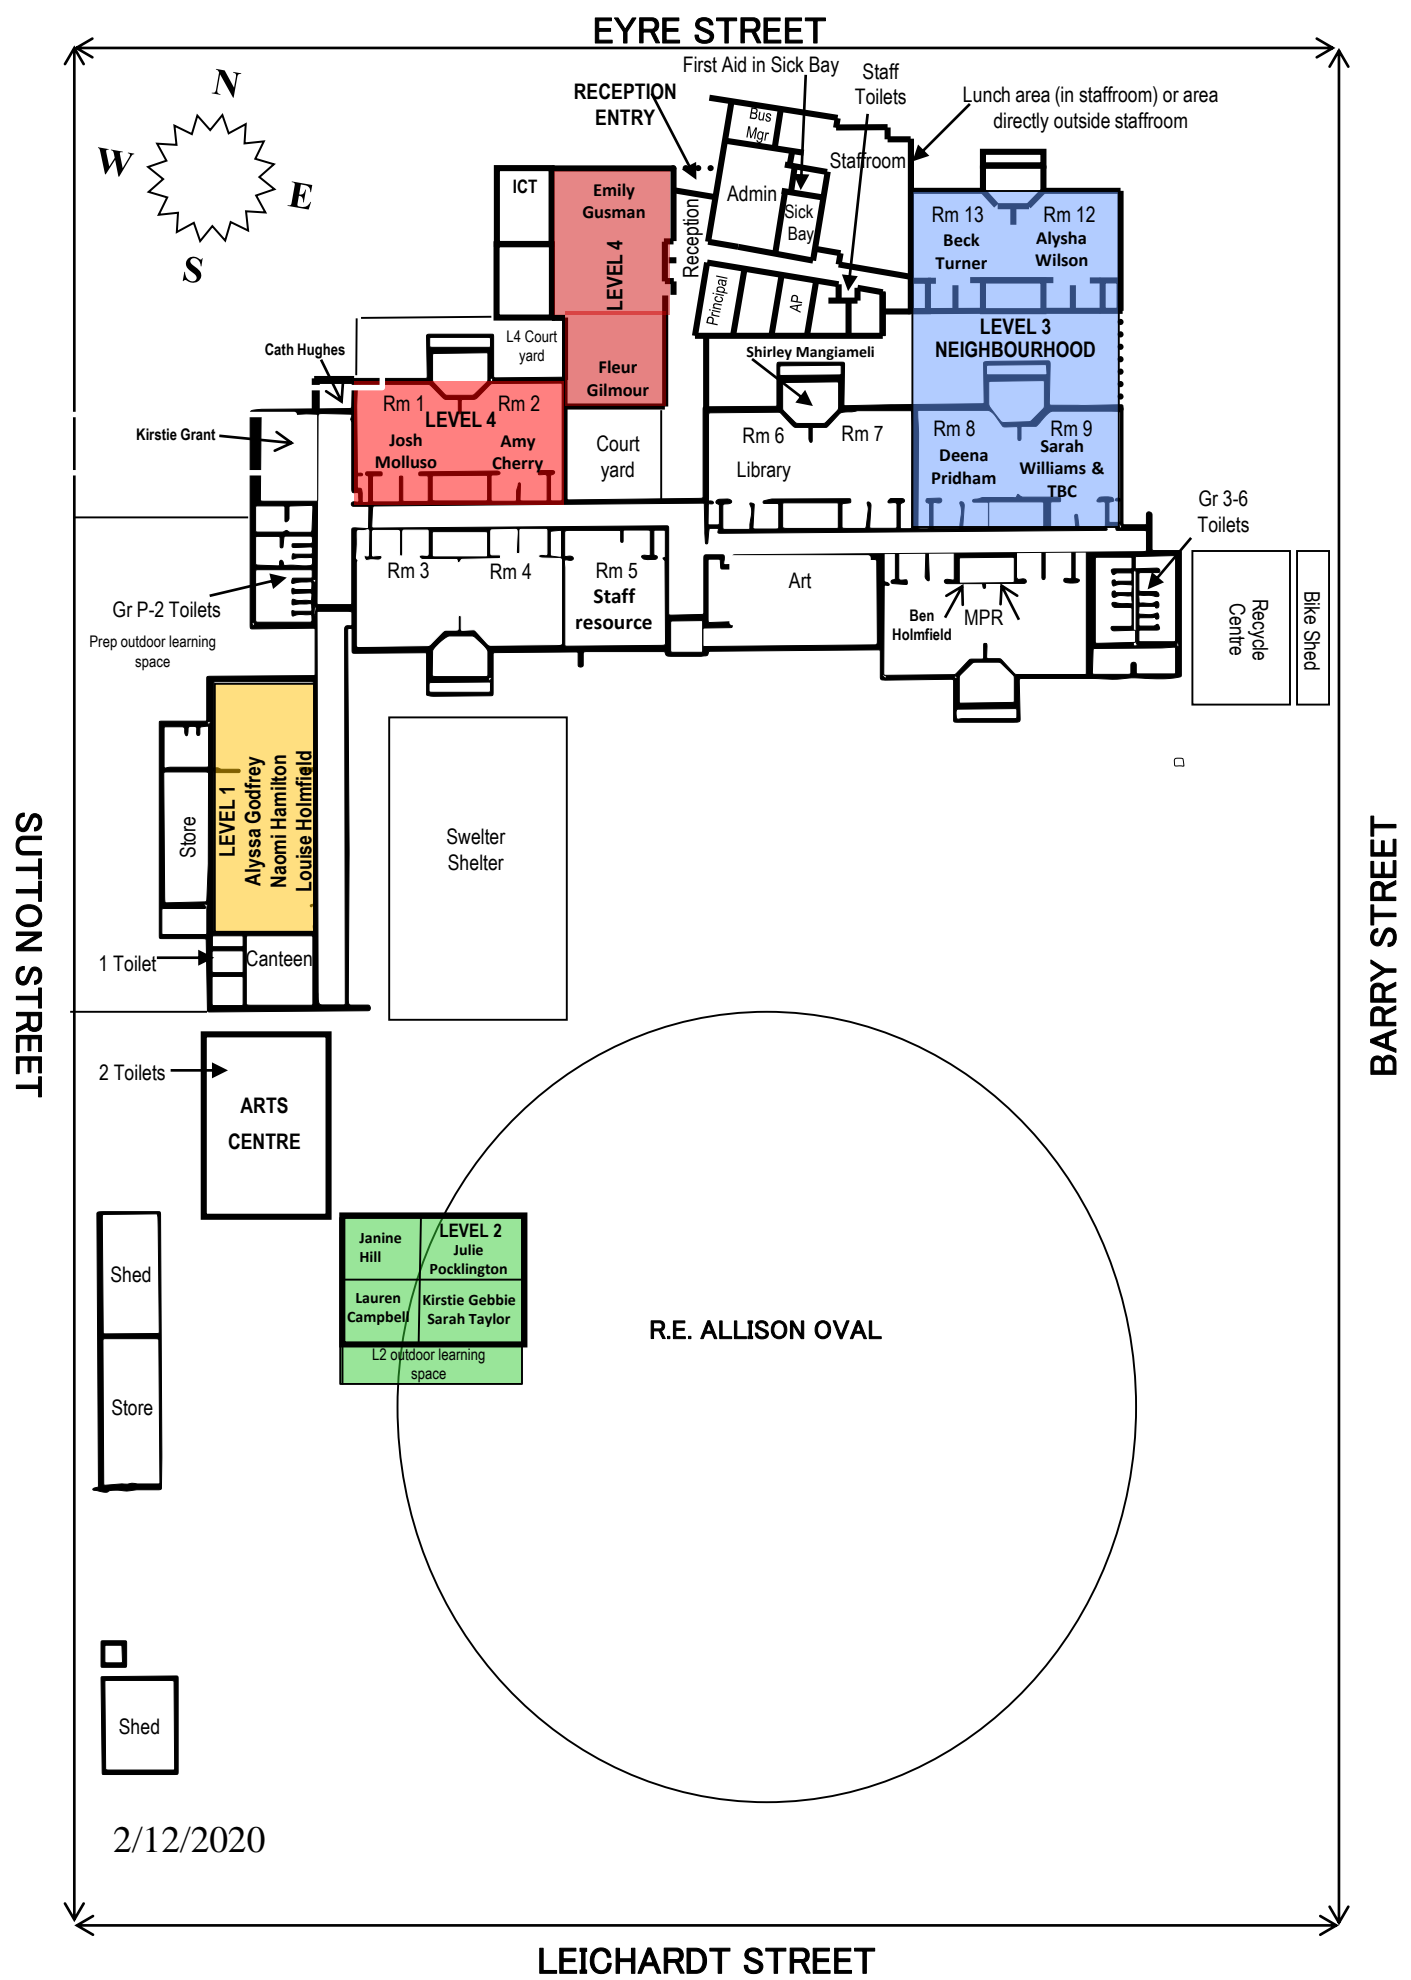 EYRE STREET
N
W
E
S
First Aid in Sick Bay
RECEPTION
ENTRY
Staff
Toilets
Lunch area (in staffroom) or area
directly outside staffroom
Bus
Mgr
Staffroom
Admin
Sick
Bay
Reception
Principal
AP
ICT
Emily
Gusman
LEVEL 4
Fleur
Gilmour
Rm 13
Beck
Turner
Rm 12
Alysha
Wilson
LEVEL 3
NEIGHBOURHOOD
L4 Court
yard
Cath Hughes
Kirstie Grant
Rm 1
Rm 2
LEVEL 4
Josh
Molluso
Amy
Cherry
Court
yard
Shirley Mangiameli
Rm 6
Rm 7
Library
Rm 8
Deena
Pridham
Rm 9
Sarah
Williams &
TBC
Gr 3-6
Toilets
Rm 3
Rm 4
Rm 5
Staff
resource
Art
Ben
Holmfield
MPR
Recycle
Centre
Bike Shed
Gr P-2 Toilets
Prep outdoor learning
space
Store
LEVEL 1
Alyssa Godfrey
Naomi Hamilton
Louise Holmfield
Swelter
Shelter
SUTTON STREET
BARRY STREET
1 Toilet
Canteen
2 Toilets
ARTS
CENTRE
Janine
Hill
LEVEL 2
Julie
Pocklington
Lauren
Campbell
Kirstie Gebbie
Sarah Taylor
L2 outdoor learning
space
R.E. ALLISON OVAL
Shed
Store
Shed
2/12/2020
LEICHARDT STREET